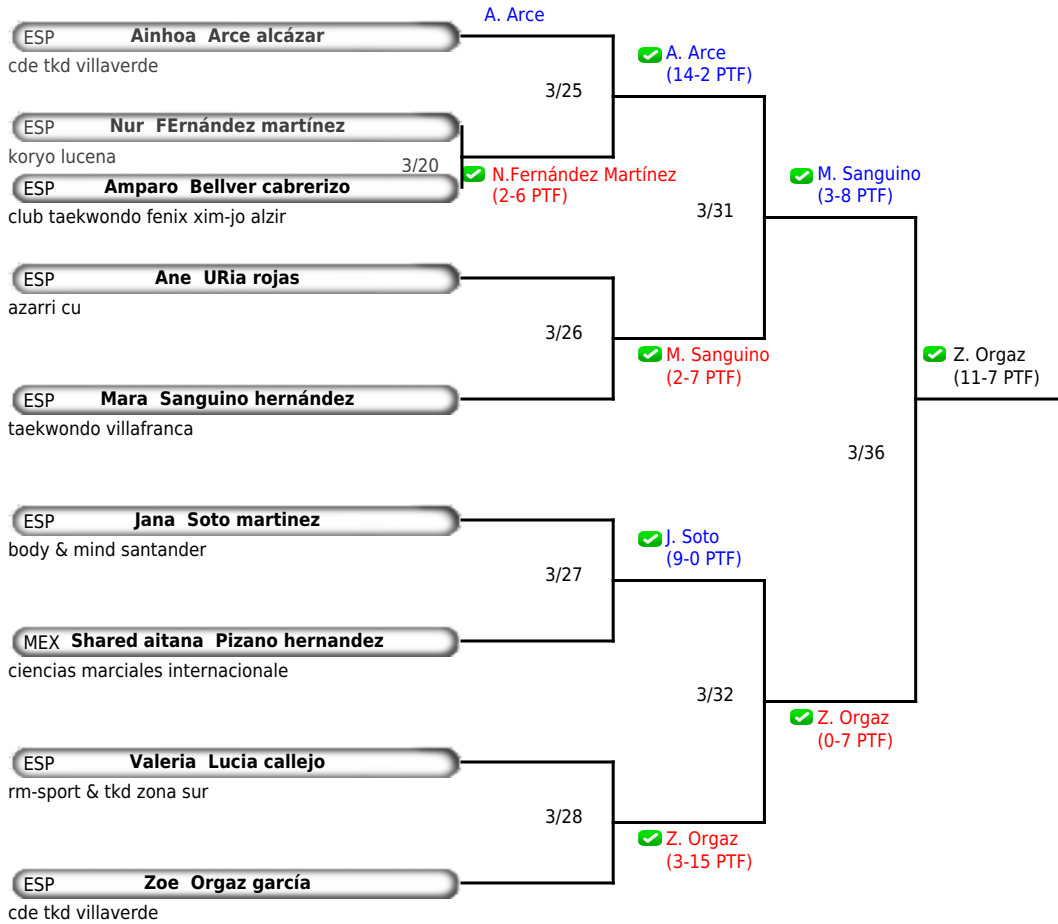 A. Arce
ESP Ainhoa Arce alcázar
cde tkd villaverde
A. Arce
(14-2 PTF)
3/25
ESP Nur FErnández martínez
koryo lucena
3/20
N.Fernández Martínez
(2-6 PTF)
ESP Amparo Bellver cabrerizo
club taekwondo fenix xim-jo alzir
M. Sanguino
(3-8 PTF)
3/31
ESP Ane URia rojas
azarri cu
3/26
M. Sanguino
(2-7 PTF)
Z. Orgaz
(11-7 PTF)
ESP Mara Sanguino hernández
taekwondo villafranca
3/36
ESP Jana Soto martinez
body & mind santander
J. Soto
(9-0 PTF)
3/27
MEX Shared aitana Pizano hernandez
ciencias marciales internacionale
3/32
Z. Orgaz
(0-7 PTF)
ESP Valeria Lucia callejo
rm-sport & tkd zona sur
3/28
Z. Orgaz
(3-15 PTF)
ESP Zoe Orgaz garcía
cde tkd villaverde